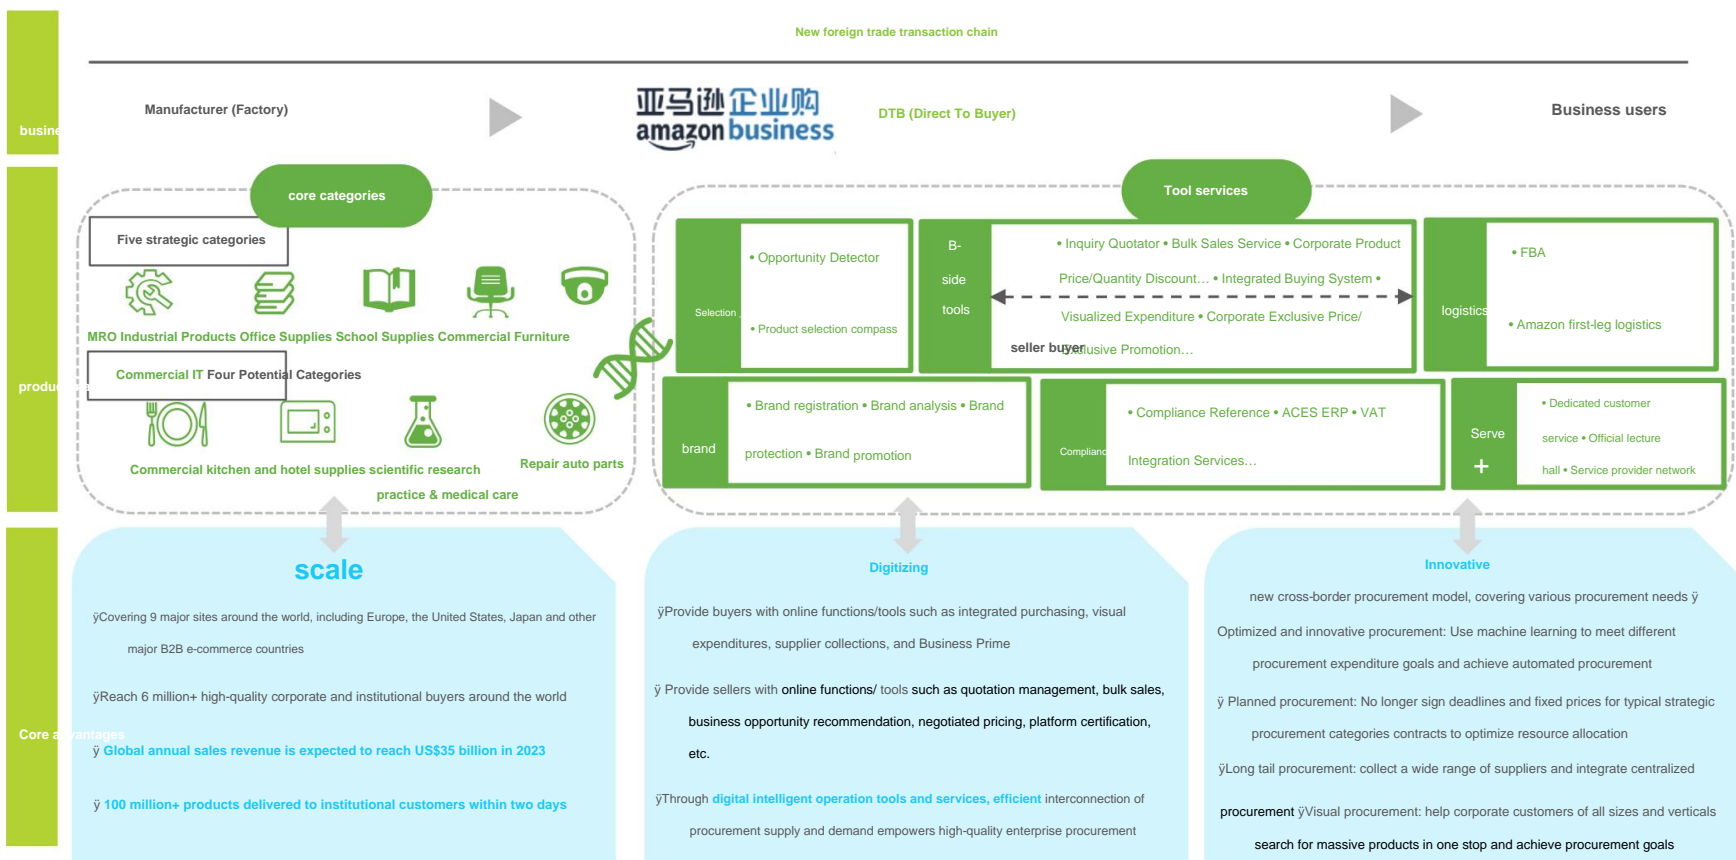 New foreign trade transaction chain
busine
Manufacturer (Factory)
亚马逊企业购
amazon business
DTB (Direct To Buyer)
Business users
core categories
Five strategic categories
MRO Industrial Products Office Supplies School Supplies Commercial Furniture
Commercial IT Four Potential Categories
Commercial kitchen and hotel supplies scientific research
practice & medical care
Repair auto parts
Tool services
Selection
• Opportunity Detector
• Product selection compass
B-
side
tools
• Inquiry Quotator • Bulk Sales Service • Corporate Product
Price/Quantity Discount… • Integrated Buying System •
Visualized Expenditure • Corporate Exclusive Price/
Exclusive Promotion…
seller buyer
logistics
• FBA
• Amazon first-leg logistics
brand
• Brand registration • Brand analysis • Brand
protection • Brand promotion
Complianc
• Compliance Reference • ACES ERP • VAT
Integration Services…
Serve
+
• Dedicated customer
service • Official lecture
hall • Service provider network
Core advantages
scale
ÿCovering 9 major sites around the world, including Europe, the United States, Japan and other
major B2B e-commerce countries
ÿReach 6 million+ high-quality corporate and institutional buyers around the world
ÿ Global annual sales revenue is expected to reach US$35 billion in 2023
ÿ 100 million+ products delivered to institutional customers within two days
Digitizing
ÿProvide buyers with online functions/tools such as integrated purchasing, visual
expenditures, supplier collections, and Business Prime
ÿ Provide sellers with online functions/ tools such as quotation management, bulk sales,
business opportunity recommendation, negotiated pricing, platform certification,
etc.
ÿThrough digital intelligent operation tools and services, efficient interconnection of
procurement supply and demand empowers high-quality enterprise procurement
Innovative
new cross-border procurement model, covering various procurement needs ÿ
Optimized and innovative procurement: Use machine learning to meet different
procurement expenditure goals and achieve automated procurement
ÿ Planned procurement: No longer sign deadlines and fixed prices for typical strategic
procurement categories contracts to optimize resource allocation
ÿLong tail procurement: collect a wide range of suppliers and integrate centralized
procurement ÿVisual procurement: help corporate customers of all sizes and verticals
search for massive products in one stop and achieve procurement goals